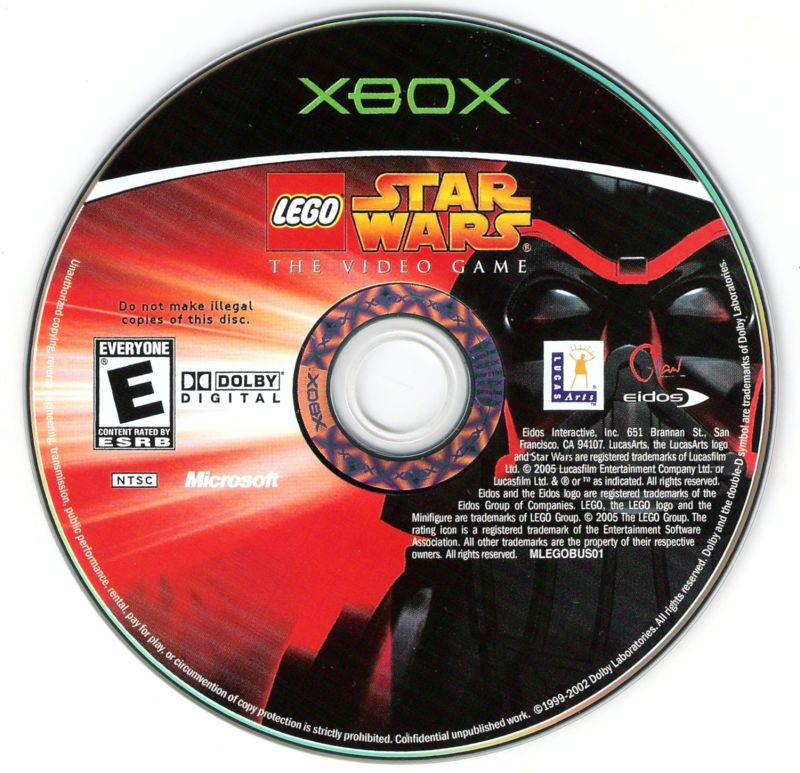 XBOX
LEGO STAR WARS®
THE VIDEO GAME
Do not make illegal
copies of this disc.
EVERYONE
E®
CONTENT RATED BY
ESRB
DOLBY
DIGITAL
NTSC
Microsoft
XBOX
LUCAS Arts™
Giant
eidos
Eidos Interactive, Inc. 651 Brannan St., San
Francisco. CA 94107. LucasArts, the LucasArts logo
and Star Wars are registered trademarks of Lucasfilm
Ltd. © 2005 Lucasfilm Entertainment Company Ltd. or
Lucasfilm Ltd. & ® or ™ as indicated. All rights reserved.
Eidos and the Eidos logo are registered trademarks of the
Eidos Group of Companies. LEGO, the LEGO logo and the
Minifigure are trademarks of LEGO Group. © 2005 The LEGO Group. The
rating icon is a registered trademark of the Entertainment Software
Association. All other trademarks are the property of their respective
owners. All rights reserved. MLEGOBUS01
Unauthorized copying, reverse engineering, transmission, public performance, rental, pay for play, or circumvention of copy protection is strictly prohibited. Confidential unpublished work. ©1999-2002 Dolby Laboratories. All rights reserved. Dolby and the double-D symbol are trademarks of Dolby Laboratories.